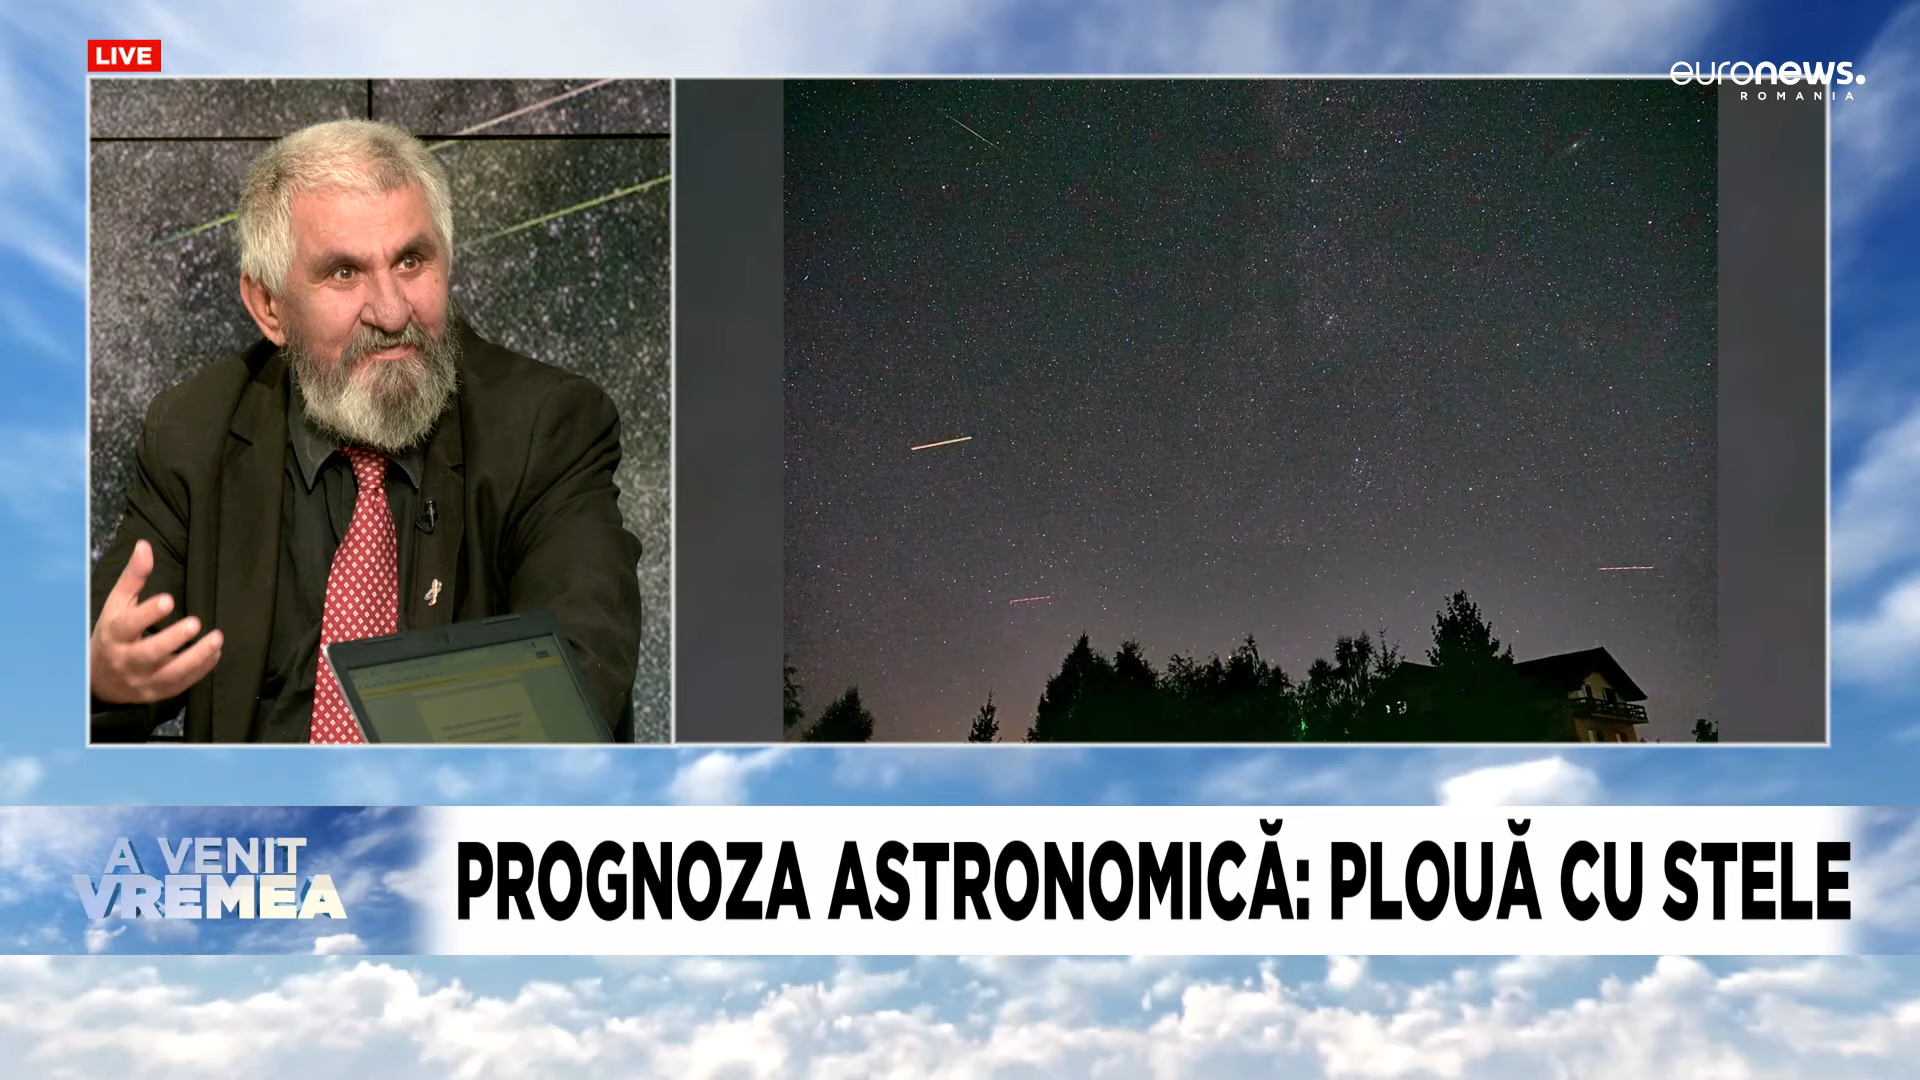 LIVE
euronews.
ROMANIA
A VENIT
VREMEA
PROGNOZA ASTRONOMICĂ: PLOUĂ CU STELE